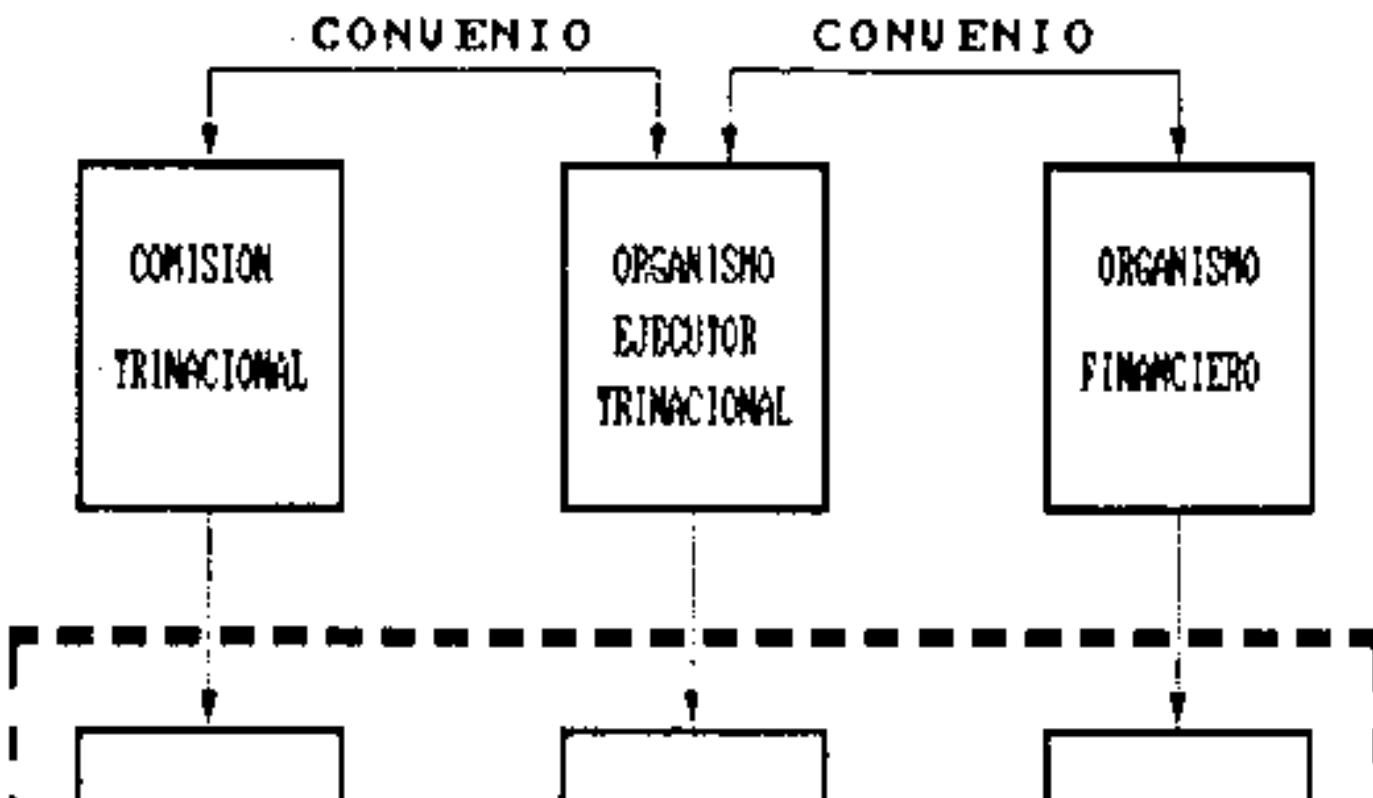 CONVENIO CONVENIO
COMISION
TRINACIONAL
ORGANISMO
EJECUTOR
TRINACIONAL
ORGANISMO
FINANCIERO